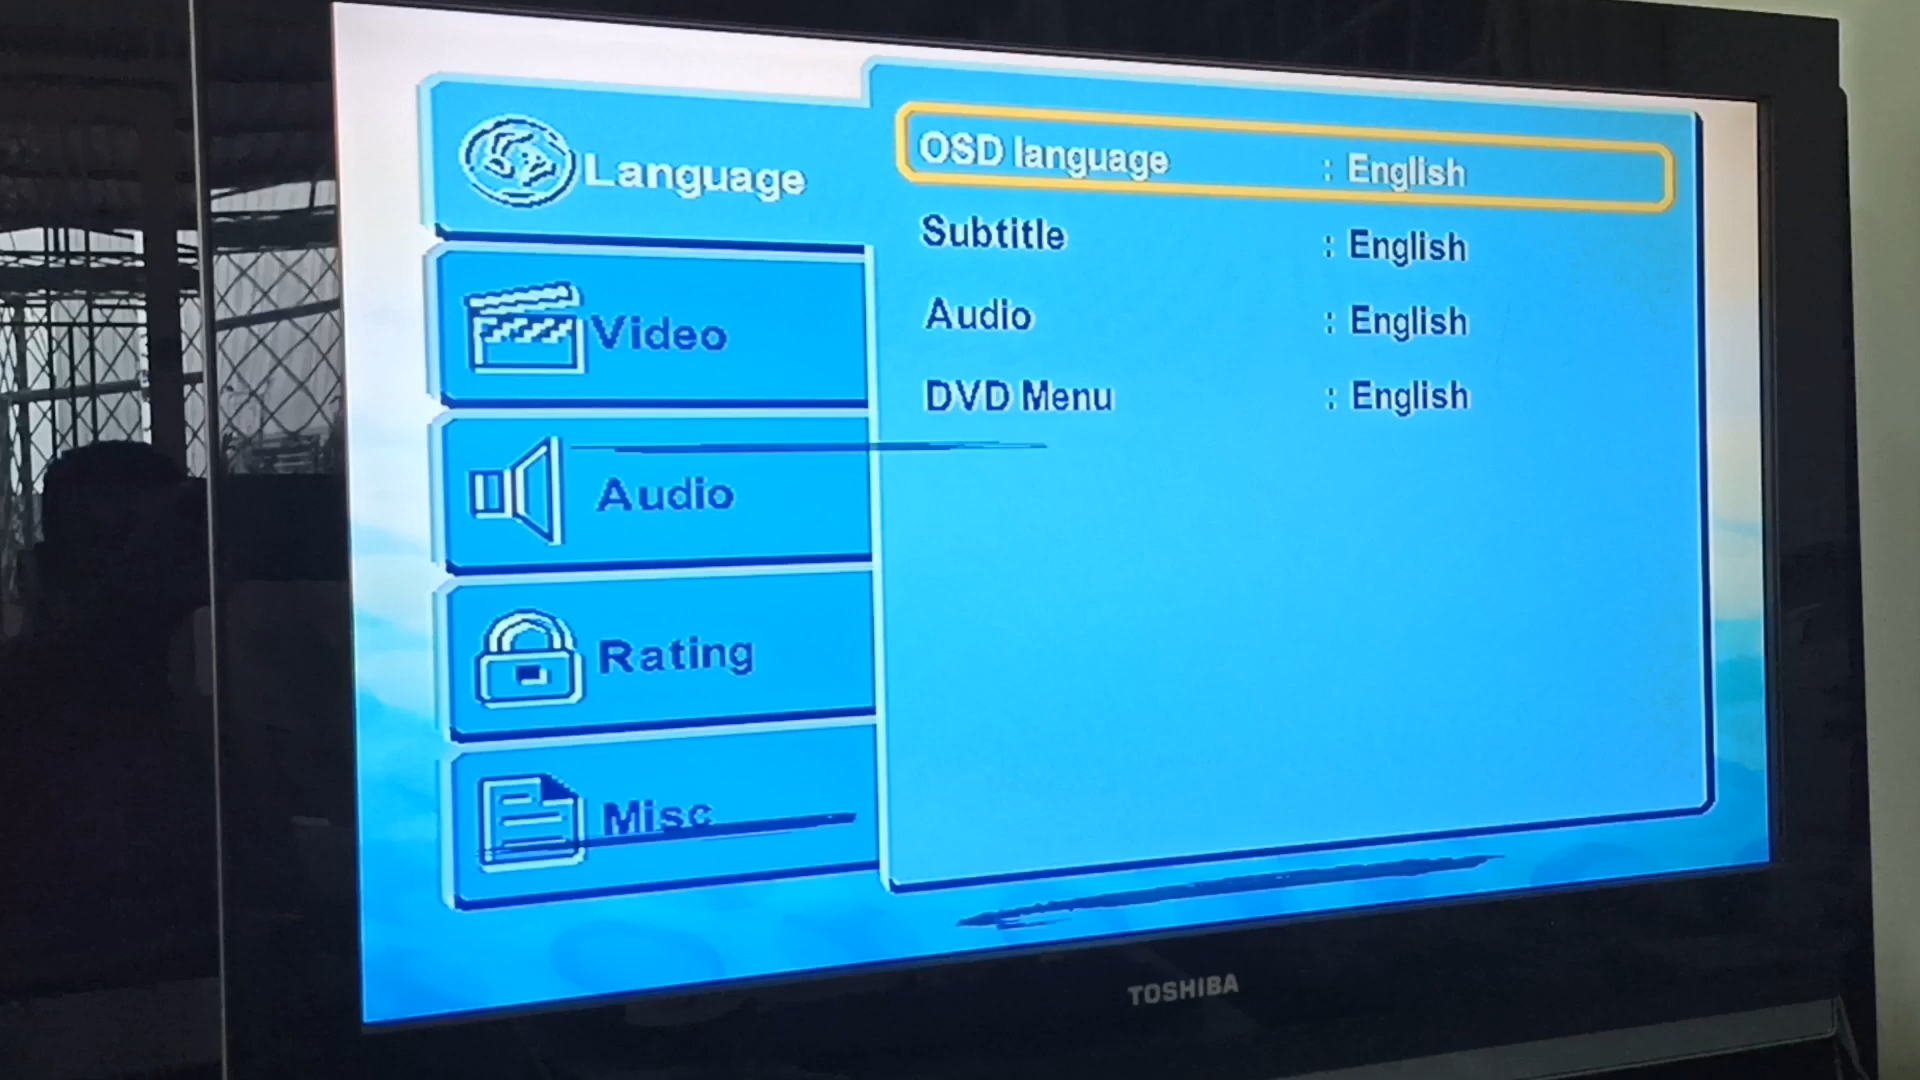 Language
Video
Audio
Rating
Misc
OSD language : English
Subtitle : English
Audio : English
DVD Menu : English
TOSHIBA